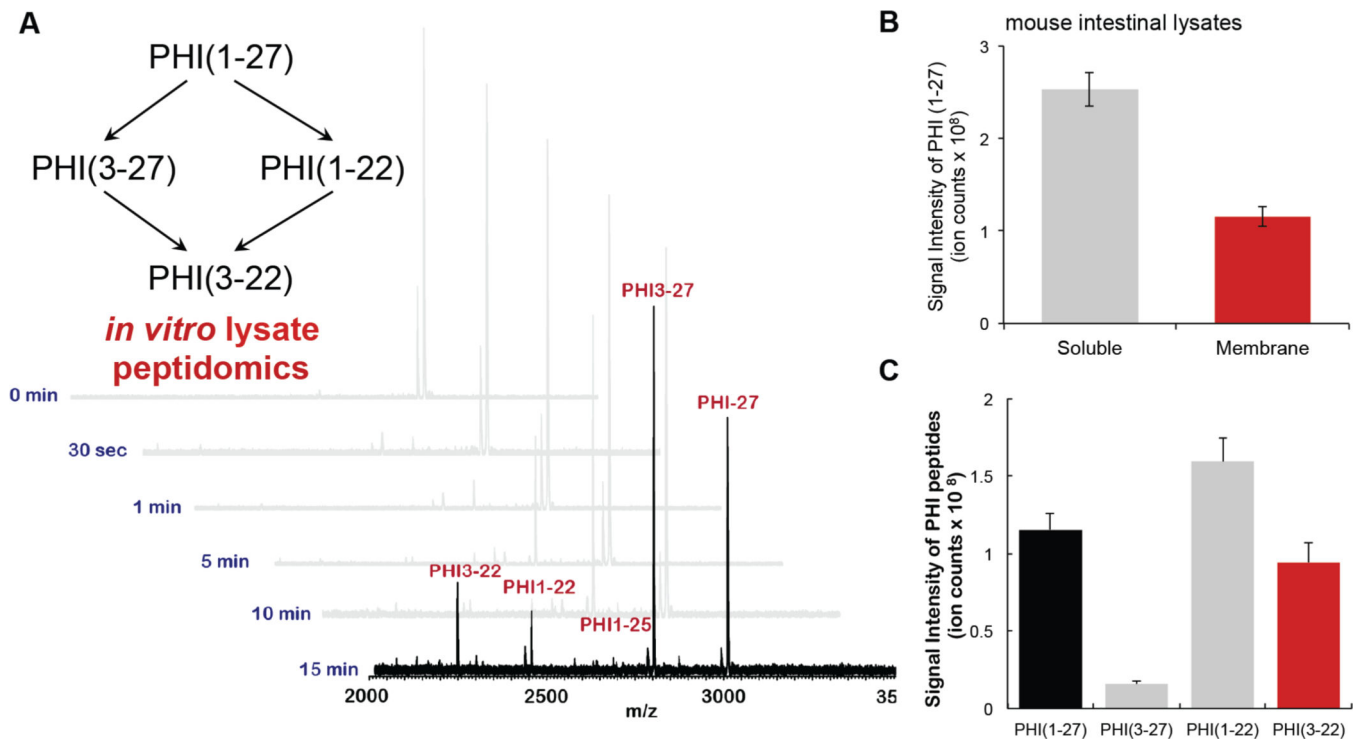 A
PHI(1-27)
PHI(3-27)
PHI(1-22)
PHI(3-22)
in vitro lysate
peptidomics
0 min
30 sec
1 min
5 min
10 min
15 min
PHI3-27
PHI-27
PHI3-22
PHI1-22
PHI1-25
2000
2500
3000
35
m/z
B
mouse intestinal lysates
Signal Intensity of PHI (1-27)
(ion counts x 10⁸)
3
2
1
0
Soluble
Membrane
C
Signal Intensity of PHI peptides
(ion counts x 10⁸)
2
1.5
1
0.5
0
PHI(1-27)
PHI(3-27)
PHI(1-22)
PHI(3-22)